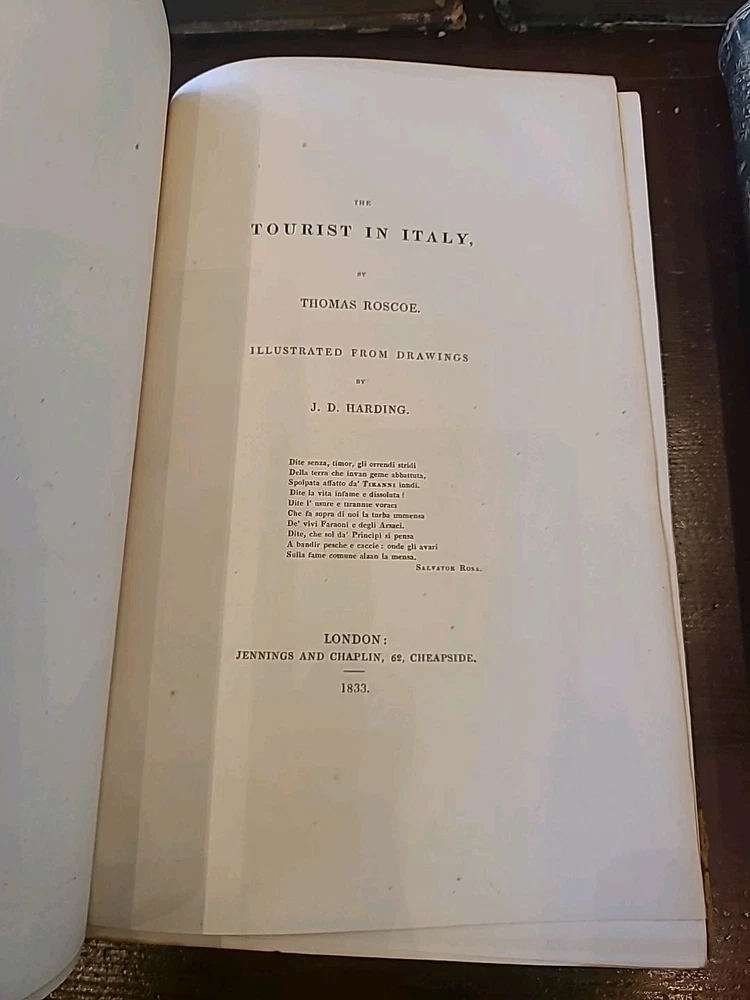 THE
TOURIST IN ITALY,
BY
THOMAS ROSCOE.
ILLUSTRATED FROM DRAWINGS
BY
J. D. HARDING.
Dite senza, timor, gli orrendi stridi
Della terra che invan geme abbattuta,
Spolpata affatto da' TIRANNI infidi.
Dite la vita infame e dissoluta!
Dite l' usure e tirannie voraci
Che fa sopra di noi la turba immensa
De' vivi Faraoni e degli Arsaci.
Dite, che sol da' Principi si pensa
A bandir pesche e caccie: onde gli avari
Sulla fame comune alzan la mensa.
SALVATOR ROSA.
LONDON:
JENNINGS AND CHAPLIN, 62, CHEAPSIDE.
1833.